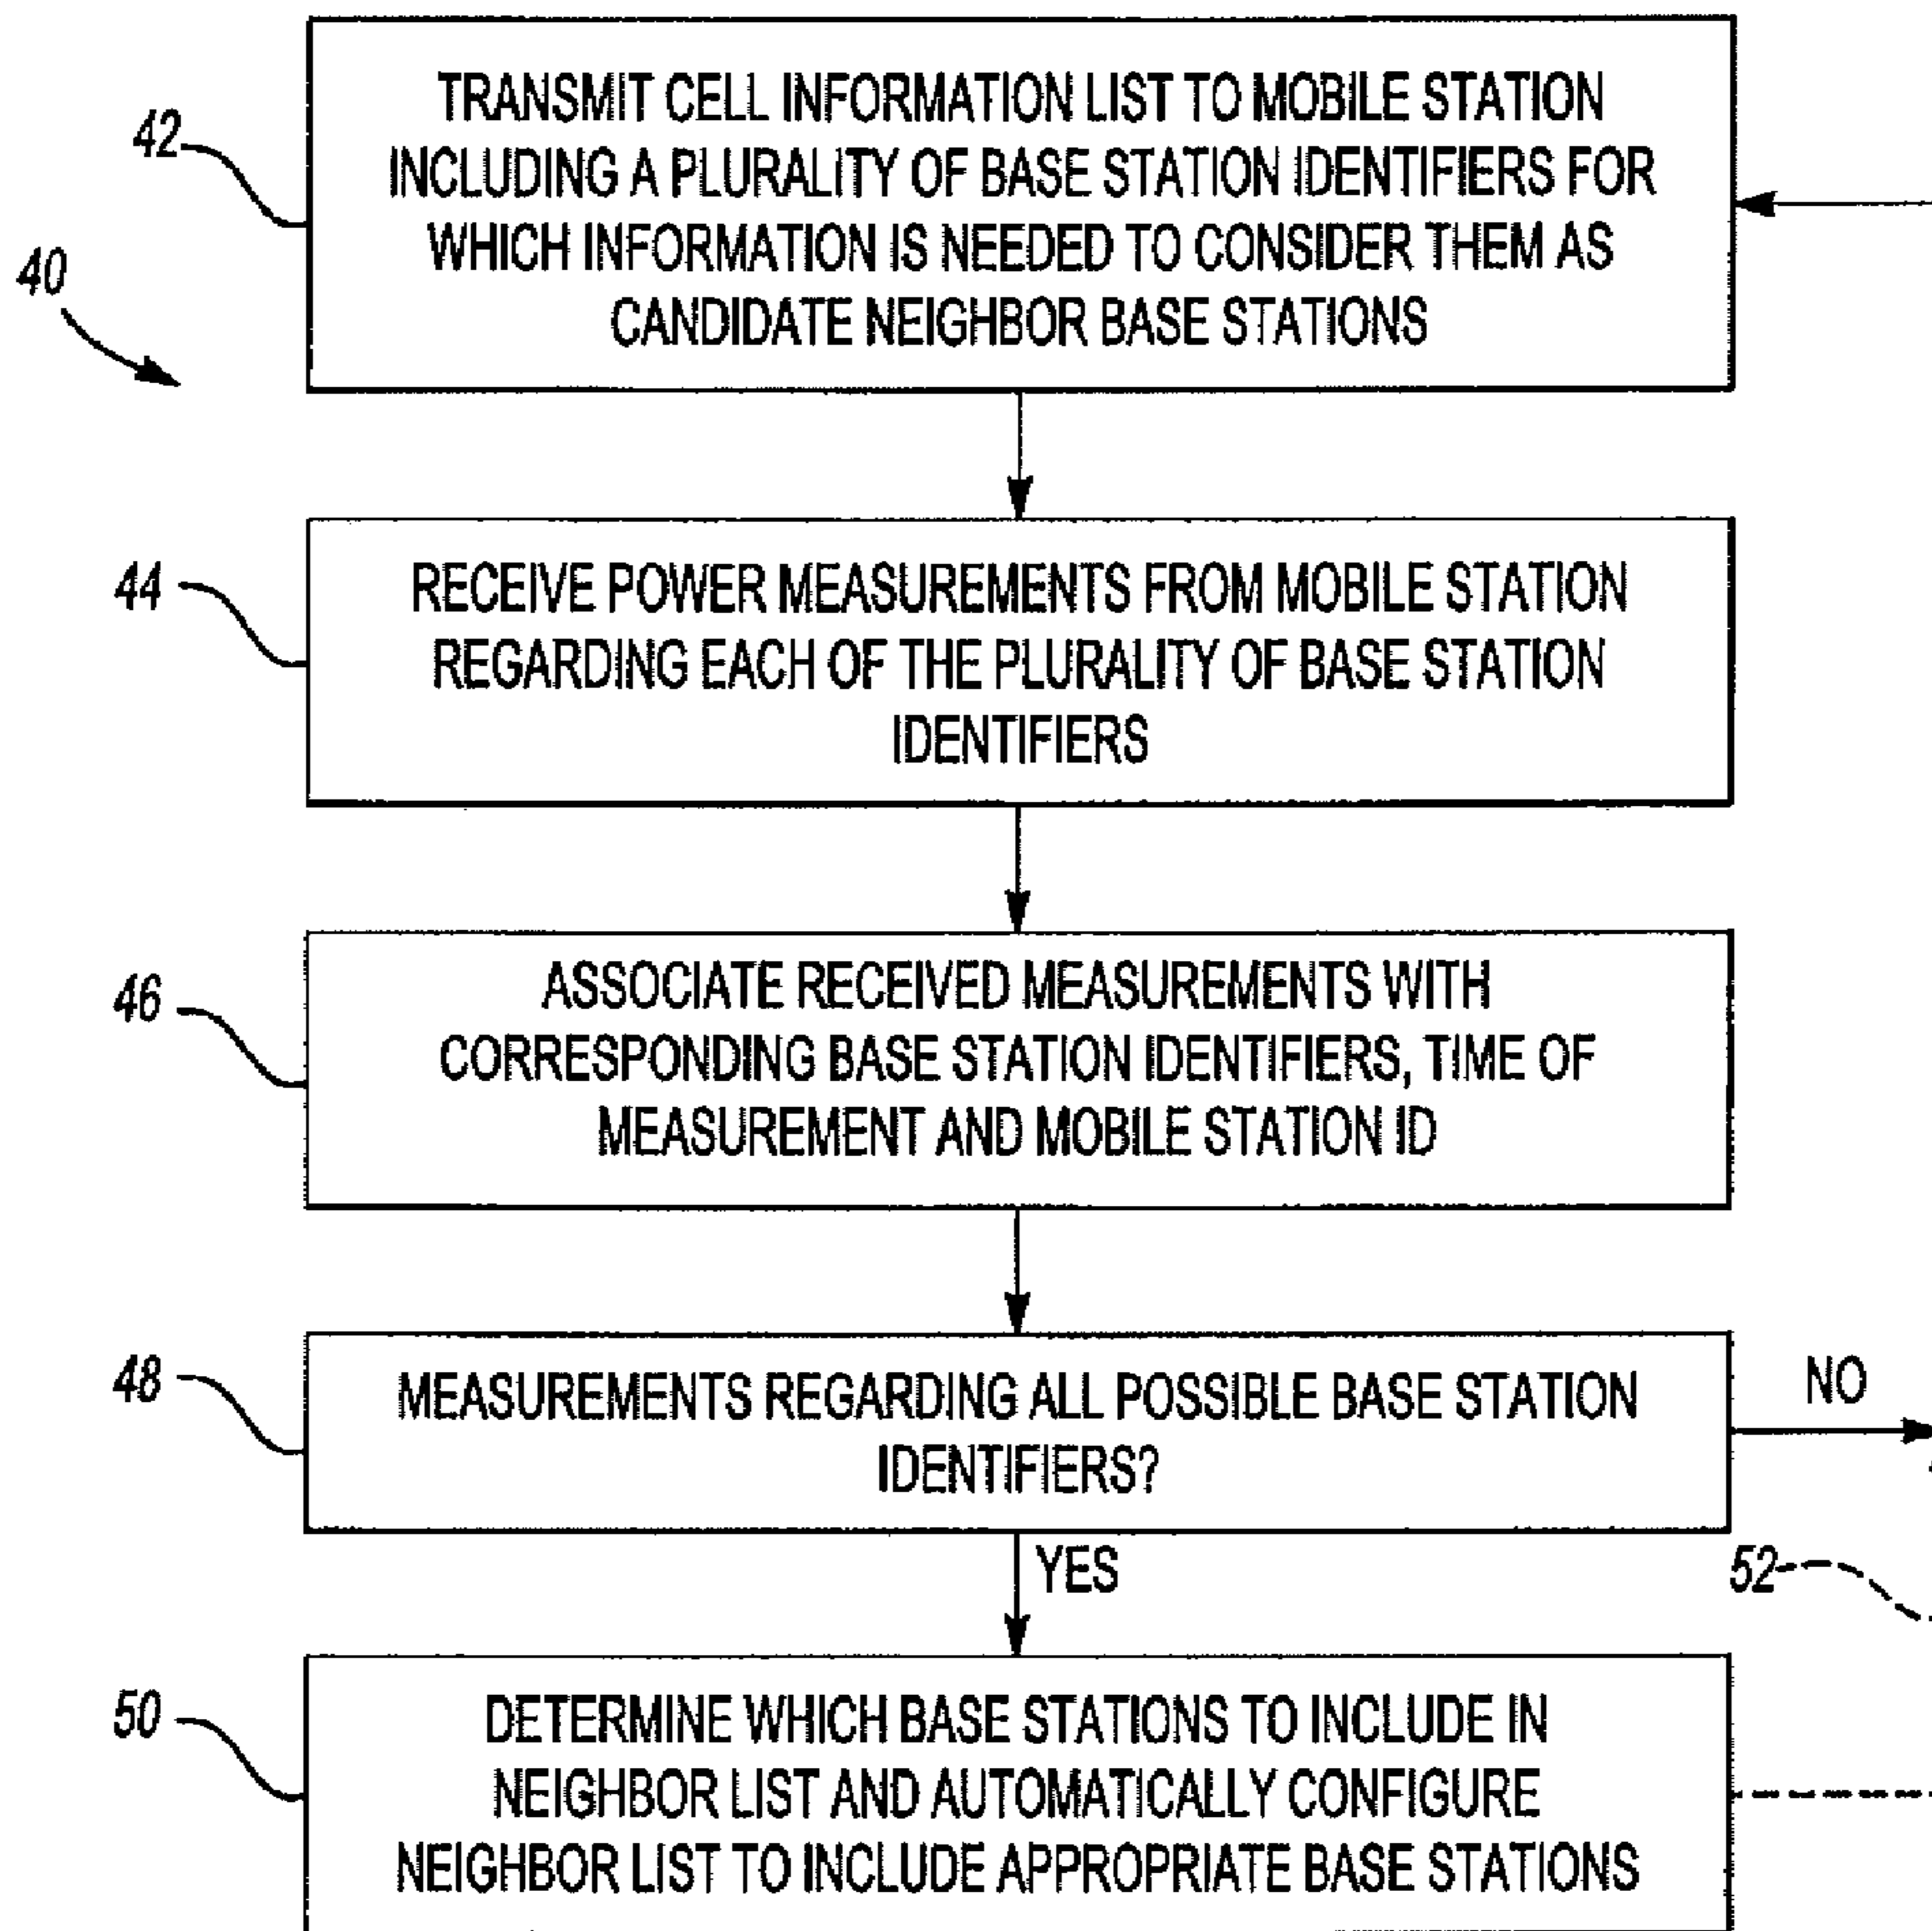 42
TRANSMIT CELL INFORMATION LIST TO MOBILE STATION
INCLUDING A PLURALITY OF BASE STATION IDENTIFIERS FOR
WHICH INFORMATION IS NEEDED TO CONSIDER THEM AS
CANDIDATE NEIGHBOR BASE STATIONS
40
44
RECEIVE POWER MEASUREMENTS FROM MOBILE STATION
REGARDING EACH OF THE PLURALITY OF BASE STATION
IDENTIFIERS
46
ASSOCIATE RECEIVED MEASUREMENTS WITH
CORRESPONDING BASE STATION IDENTIFIERS, TIME OF
MEASUREMENT AND MOBILE STATION ID
48
MEASUREMENTS REGARDING ALL POSSIBLE BASE STATION
IDENTIFIERS?
NO
YES
52
50
DETERMINE WHICH BASE STATIONS TO INCLUDE IN
NEIGHBOR LIST AND AUTOMATICALLY CONFIGURE
NEIGHBOR LIST TO INCLUDE APPROPRIATE BASE STATIONS